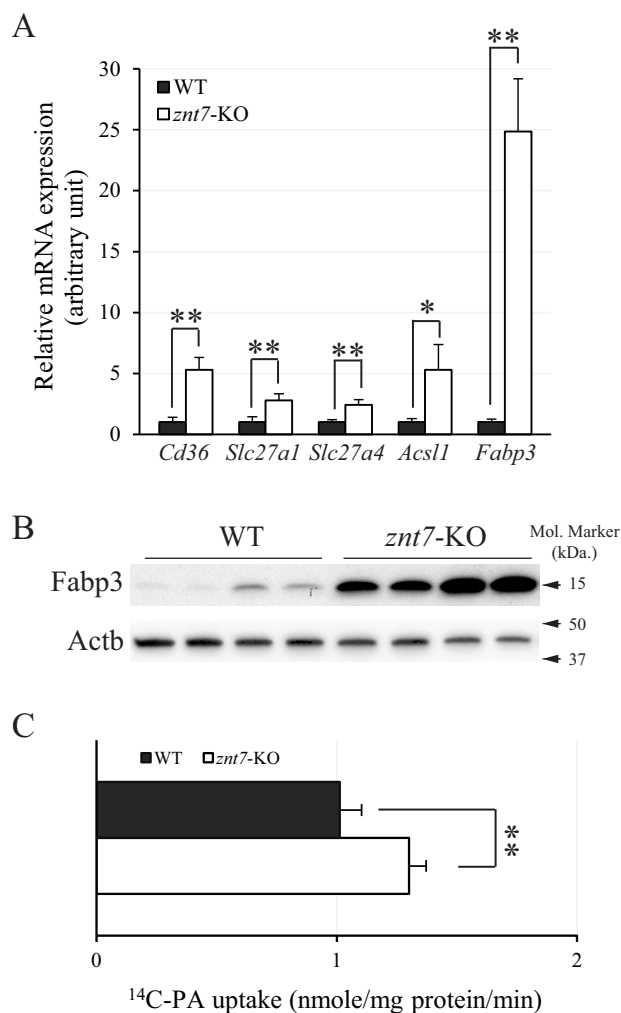 A
Relative mRNA expression
(arbitrary unit)
30
25
20
15
10
5
0
WT
znt7-KO
**
**
**
*
**
Cd36 Slc27a1 Slc27a4 Acsl1 Fabp3
B
WT znt7-KO Mol. Marker
(kDa.)
Fabp3 15
50
Actb
37
C
WT znt7-KO
**
0 1 2
¹⁴C-PA uptake (nmole/mg protein/min)